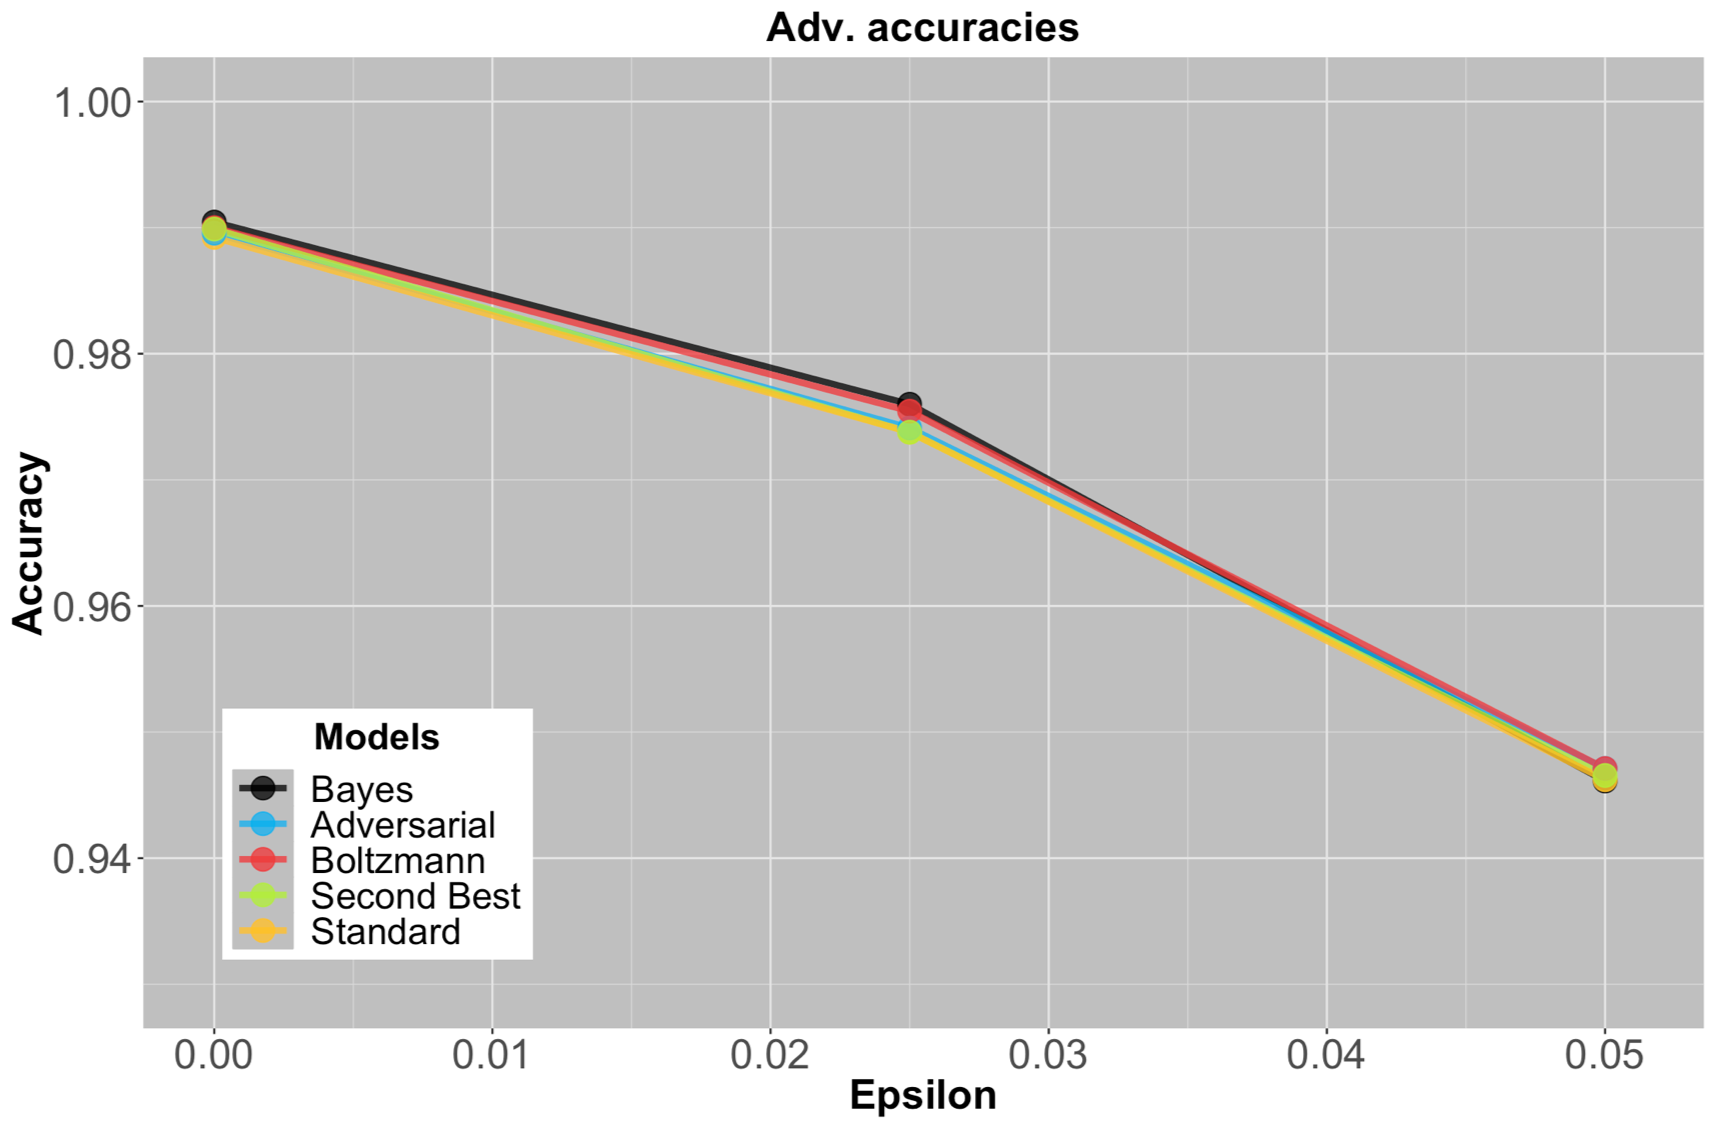 Adv. accuracies
1.00
0.98
0.96
0.94
Accuracy
Models
Bayes
Adversarial
Boltzmann
Second Best
Standard
0.00 0.01 0.02 0.03 0.04 0.05
Epsilon